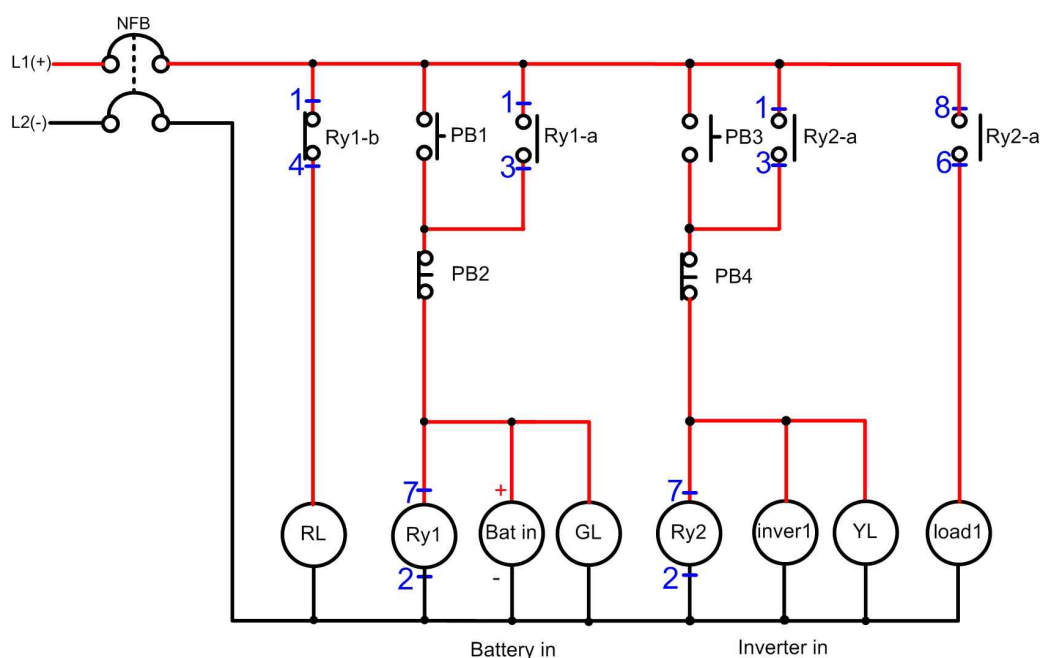 NFB
L1(+)
L2(-)
1
Ry1-b
4
PB1
1
Ry1-a
3
PB3
1
Ry2-a
3
8
Ry2-a
6
PB2
PB4
RL
7
Ry1
2
+
Bat in
-
GL
7
Ry2
2
inver1
YL
load1
Battery in
Inverter in